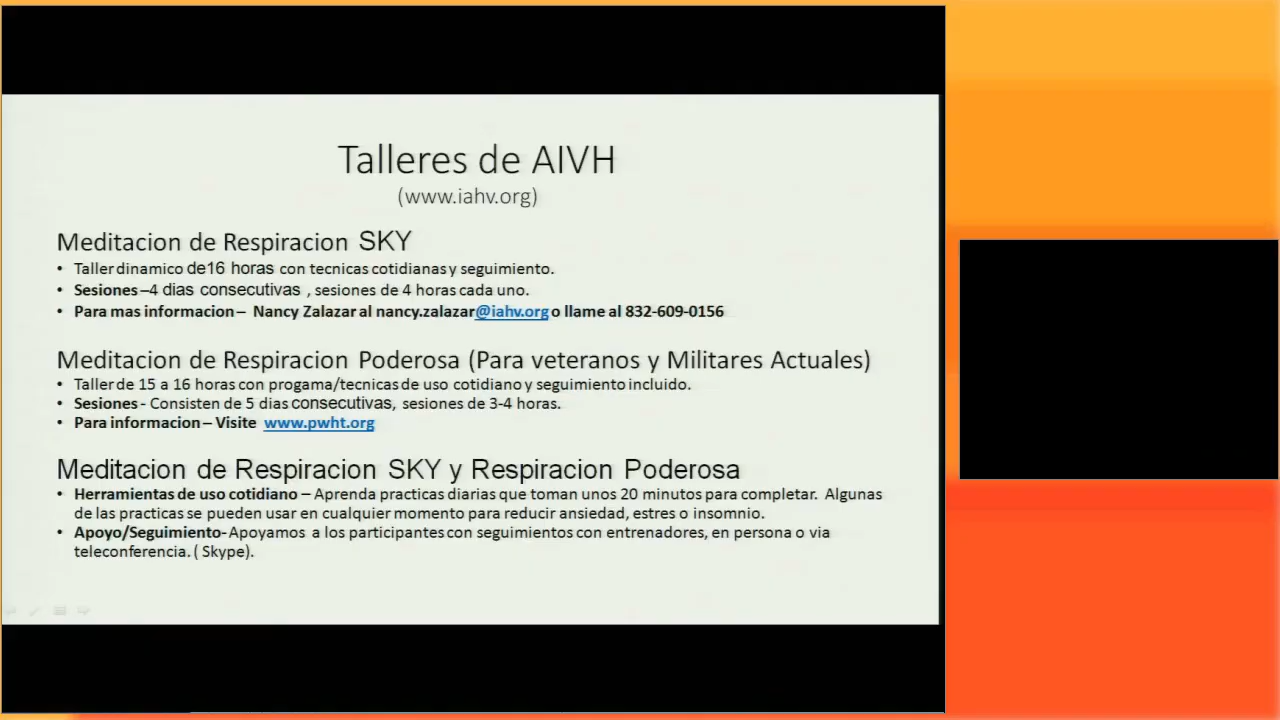 Talleres de AIVH
(www.iahv.org)
Meditacion de Respiracion SKY
• Taller dinamico de16 horas con tecnicas cotidianas y seguimiento.
• Sesiones –4 dias consecutivas , sesiones de 4 horas cada uno.
• Para mas informacion – Nancy Zalazar al nancy.zalazar@iahv.org o llame al 832-609-0156
Meditacion de Respiracion Poderosa (Para veteranos y Militares Actuales)
• Taller de 15 a 16 horas con progama/tecnicas de uso cotidiano y seguimiento incluido.
• Sesiones - Consisten de 5 dias consecutivas, sesiones de 3-4 horas.
• Para informacion – Visite www.pwht.org
Meditacion de Respiracion SKY y Respiracion Poderosa
• Herramientas de uso cotidiano – Aprenda practicas diarias que toman unos 20 minutos para completar. Algunas
de las practicas se pueden usar en cualquier momento para reducir ansiedad, estres o insomnio.
• Apoyo/Seguimiento- Apoyamos a los participantes con seguimientos con entrenadores, en persona o via
teleconferencia. ( Skype).